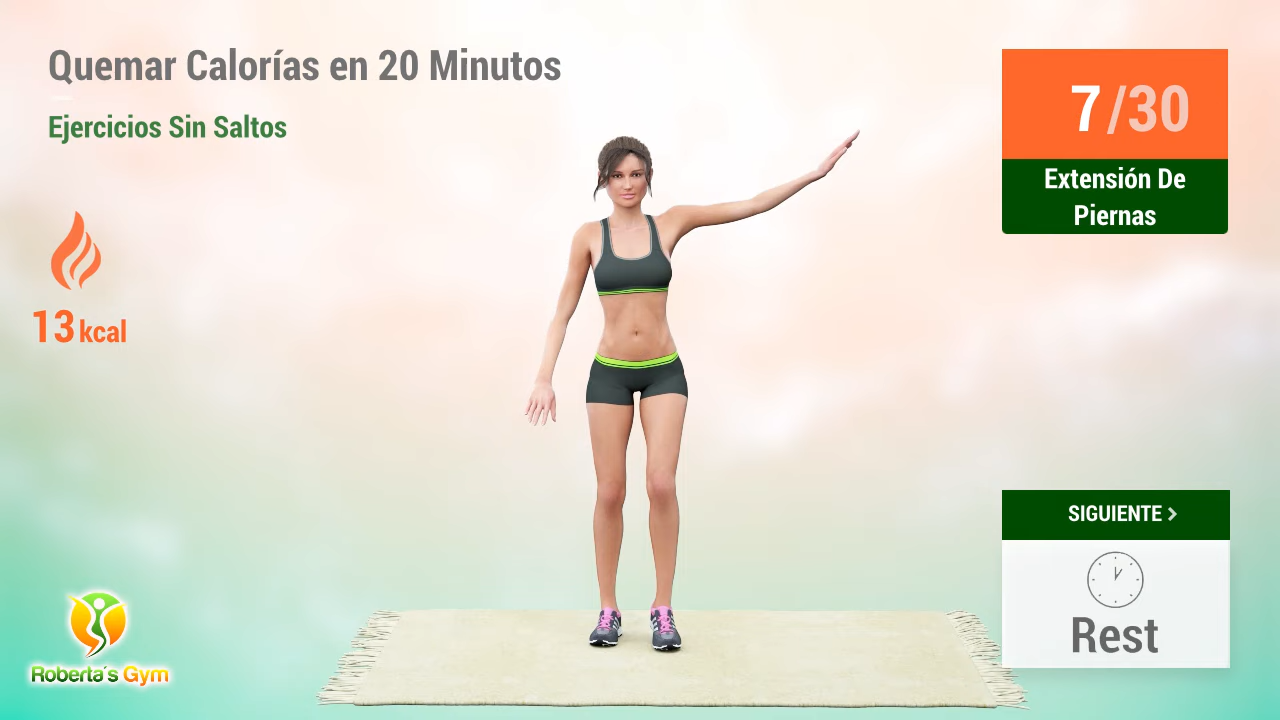 Quemar Calorías en 20 Minutos
Ejercicios Sin Saltos
7/30
Extensión De
Piernas
13 kcal
SIGUIENTE >
Rest
Roberta´s Gym